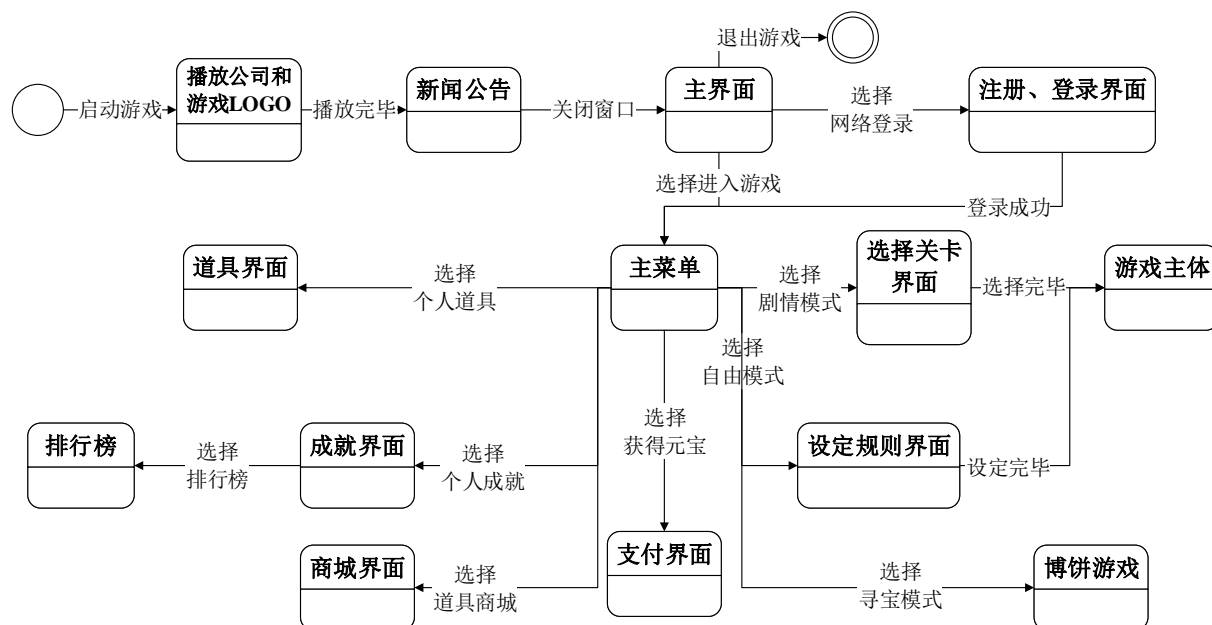 退出游戏
播放公司和
游戏LOGO
新闻公告
主界面
注册、登录界面
启动游戏
播放完毕
关闭窗口
选择
网络登录
选择进入游戏
登录成功
道具界面
选择
个人道具
主菜单
选择
剧情模式
选择关卡
界面
选择完毕
游戏主体
选择
自由模式
排行榜
选择
排行榜
成就界面
选择
个人成就
选择
获得元宝
设定规则界面
设定完毕
商城界面
选择
道具商城
支付界面
选择
寻宝模式
博饼游戏